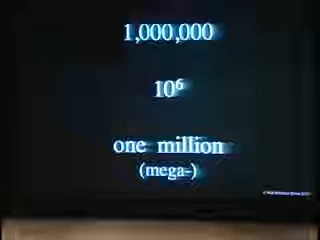 1,000,000
10⁶
one million
(mega-)